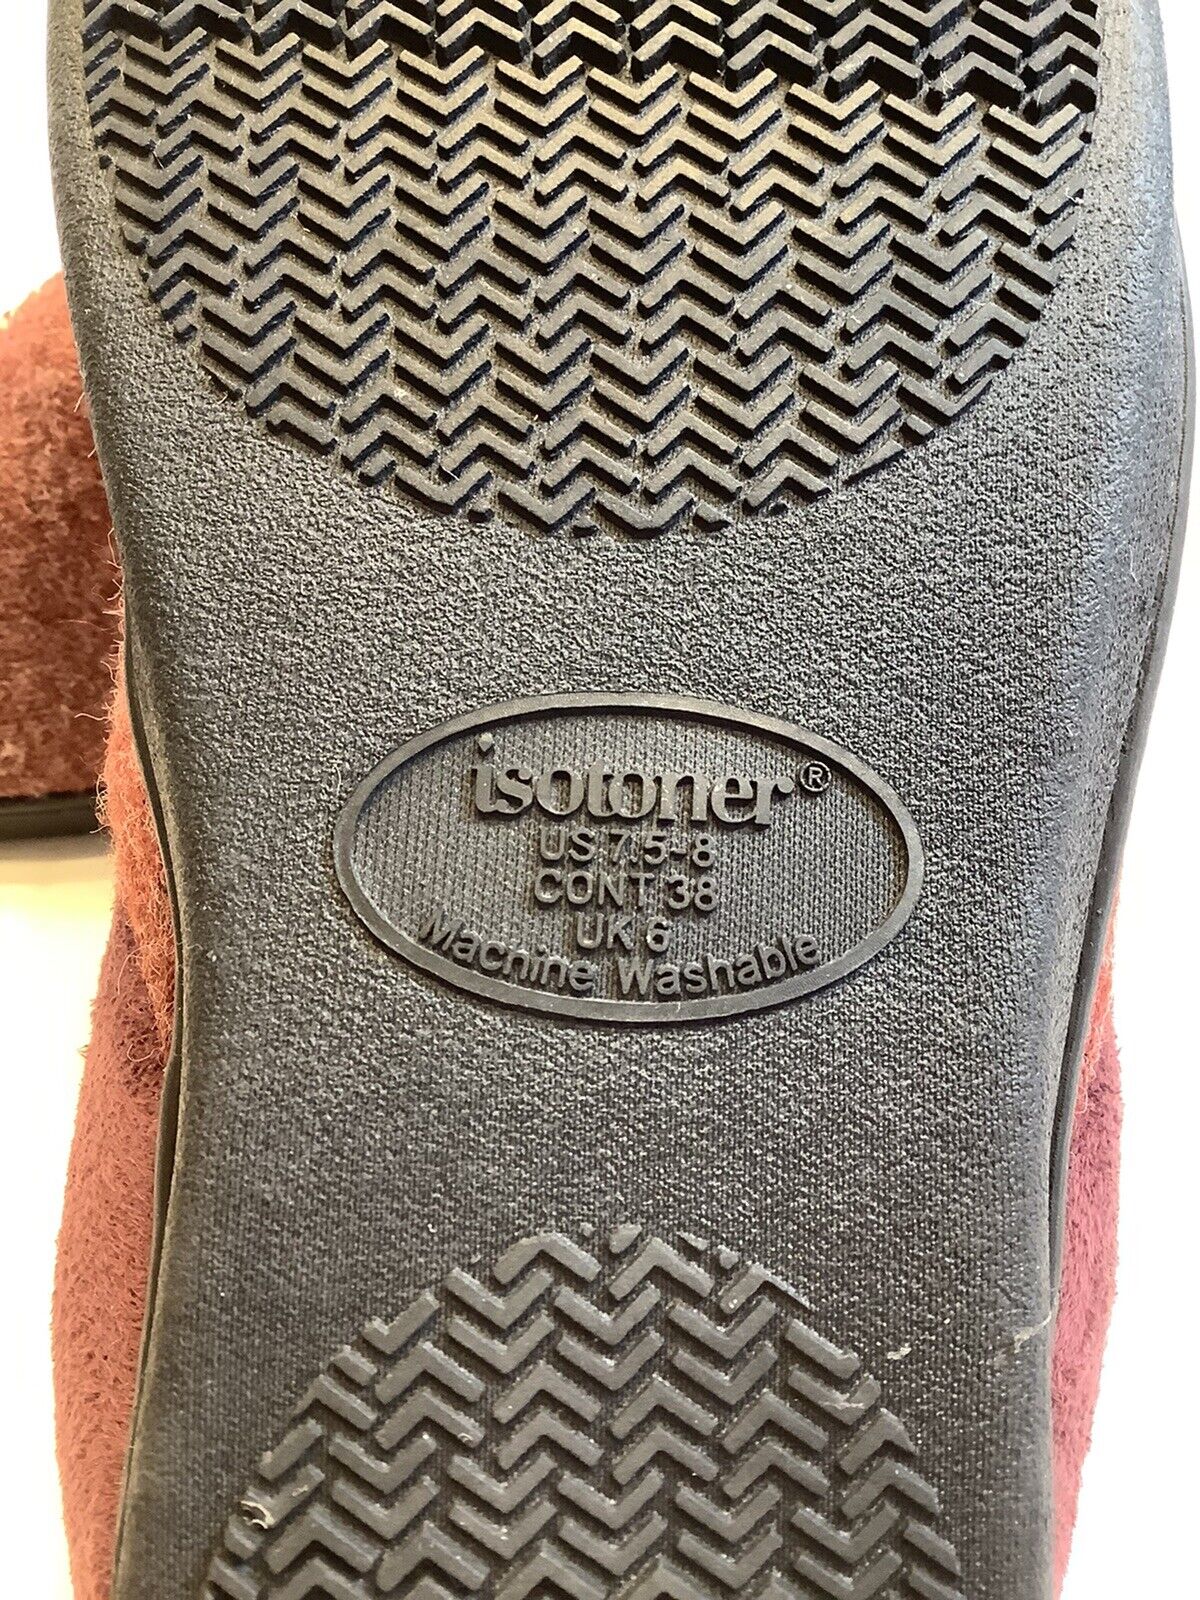 isotoner®
US 7.5-8
CONT 38
UK 6
Machine Washable